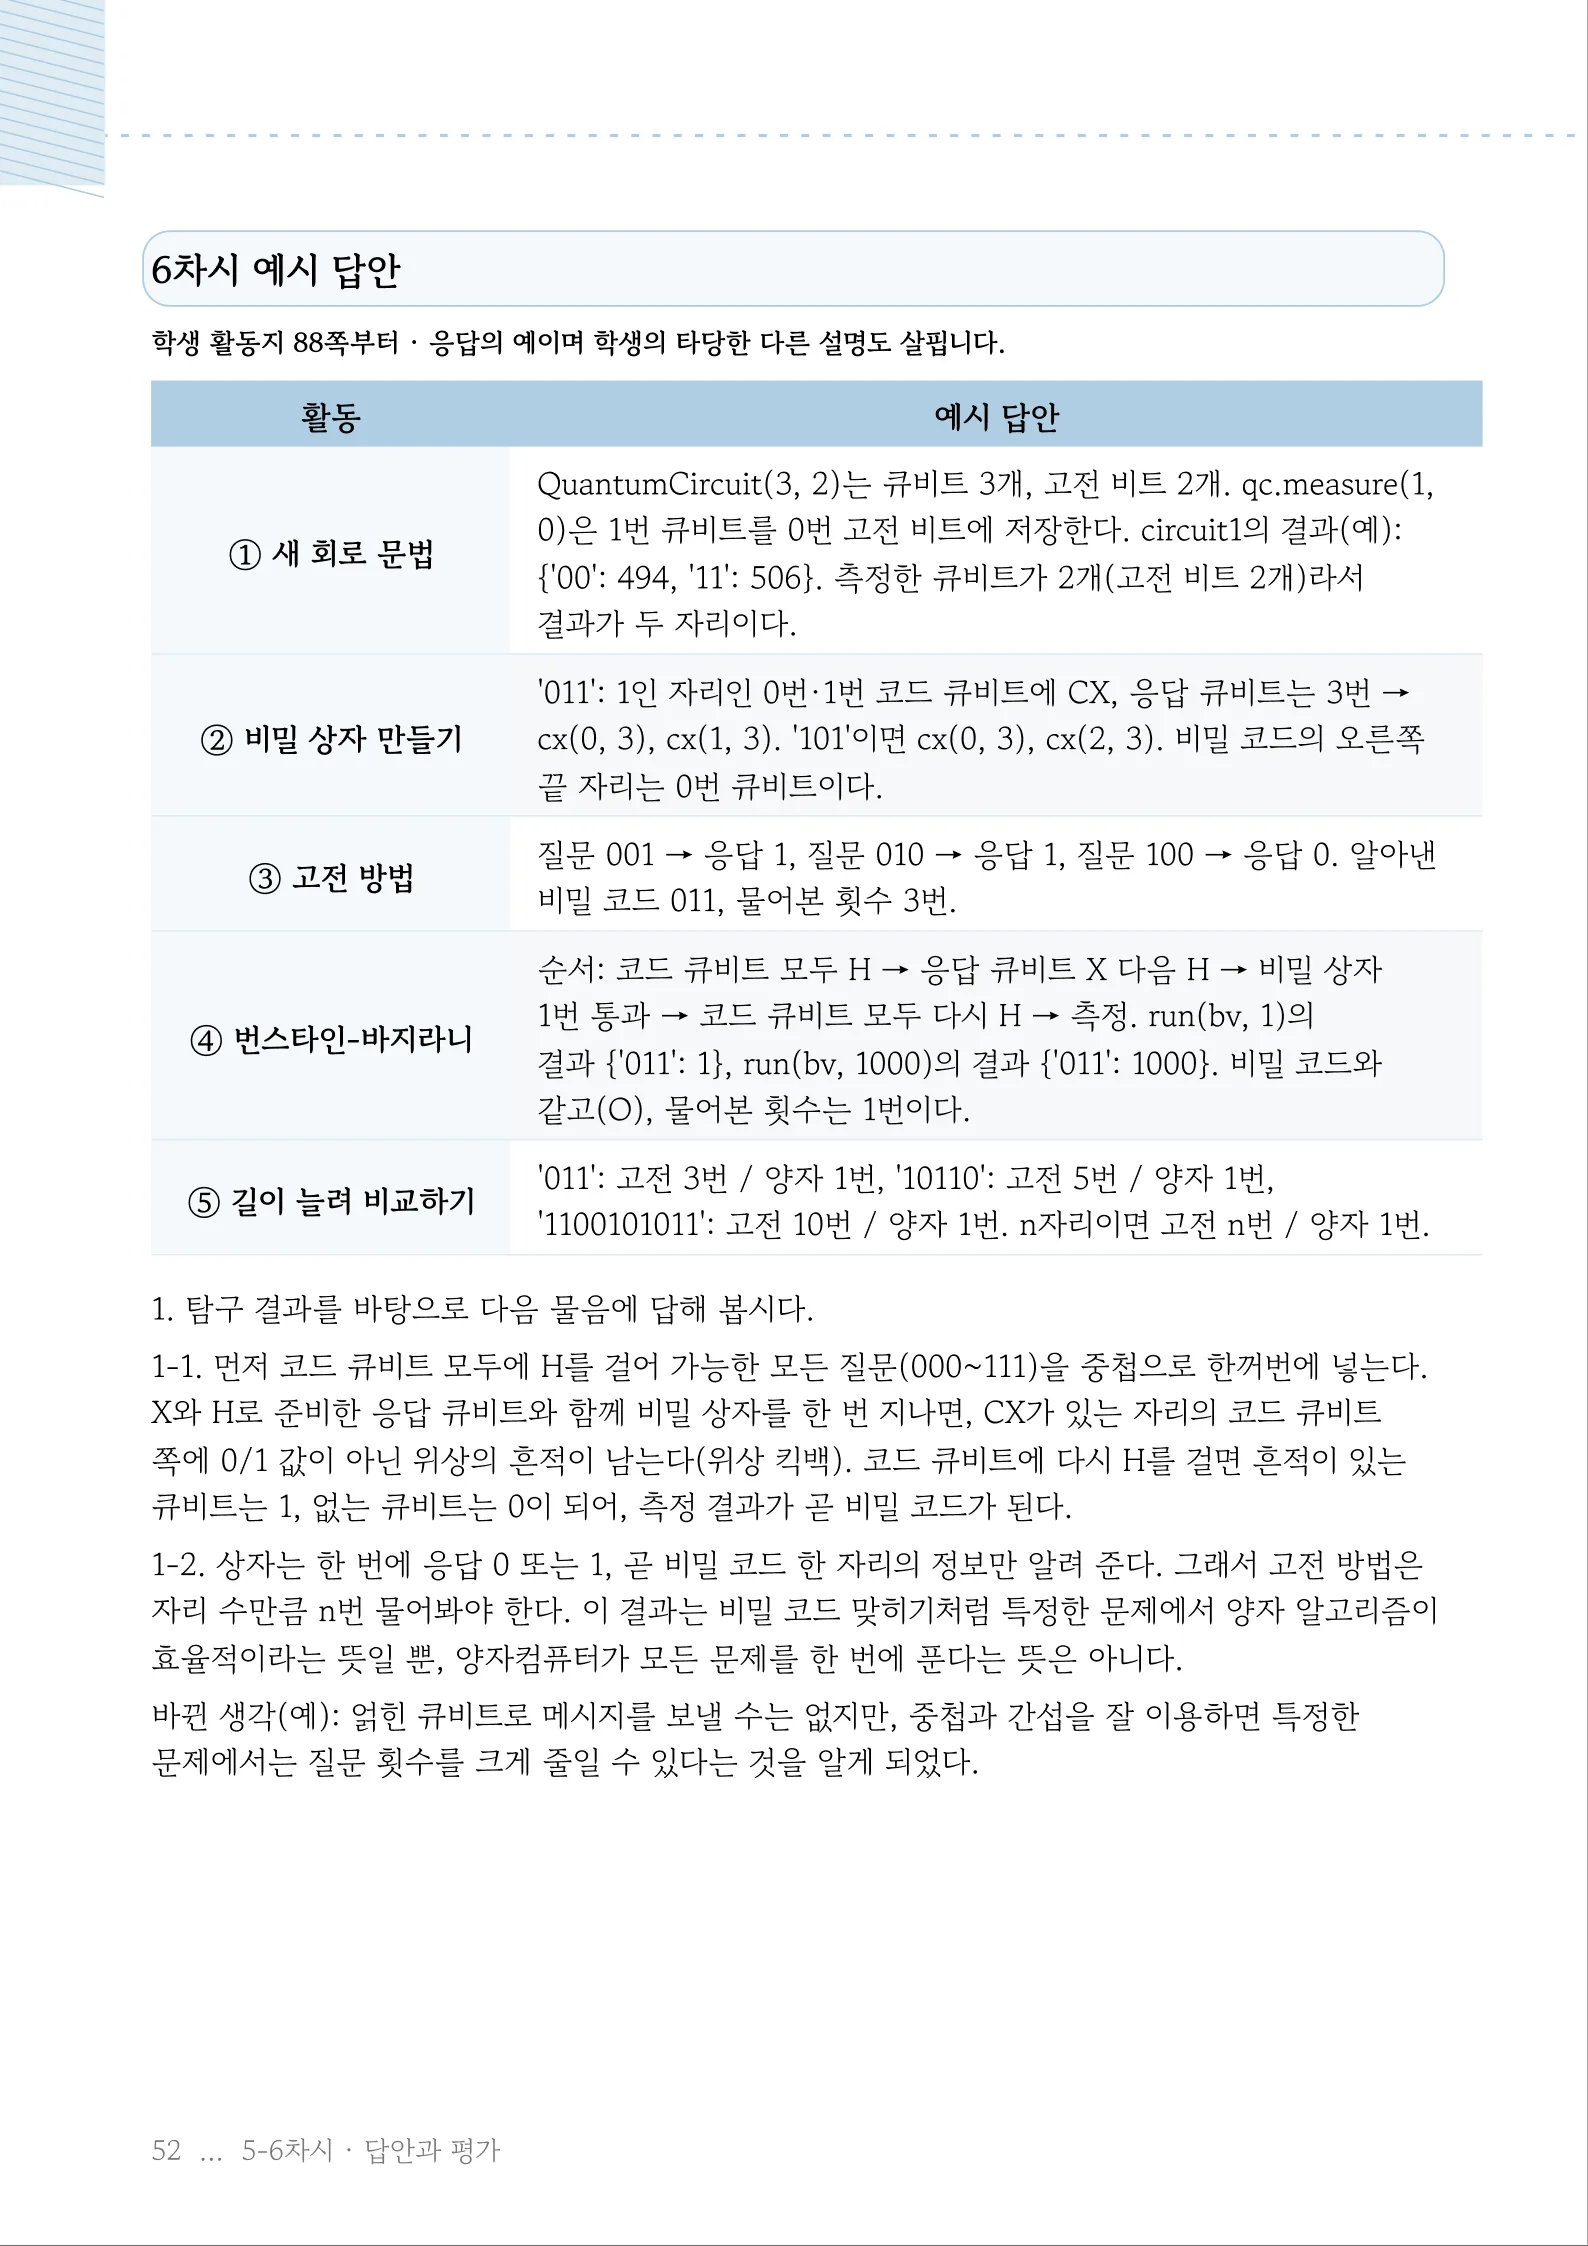 6차시 예시 답안
학생 활동지 88쪽부터 · 응답의 예이며 학생의 타당한 다른 설명도 살핍니다.
활동
예시 답안
① 새 회로 문법
QuantumCircuit(3, 2)는 큐비트 3개, 고전 비트 2개. qc.measure(1,
0)은 1번 큐비트를 0번 고전 비트에 저장한다. circuit1의 결과(예):
{'00': 494, '11': 506}. 측정한 큐비트가 2개(고전 비트 2개)라서
결과가 두 자리이다.
② 비밀 상자 만들기
'011': 1인 자리인 0번·1번 코드 큐비트에 CX, 응답 큐비트는 3번 →
cx(0, 3), cx(1, 3). '101'이면 cx(0, 3), cx(2, 3). 비밀 코드의 오른쪽
끝 자리는 0번 큐비트이다.
③ 고전 방법
질문 001 → 응답 1, 질문 010 → 응답 1, 질문 100 → 응답 0. 알아낸
비밀 코드 011, 물어본 횟수 3번.
④ 번스타인-바지라니
순서: 코드 큐비트 모두 H → 응답 큐비트 X 다음 H → 비밀 상자
1번 통과 → 코드 큐비트 모두 다시 H → 측정. run(bv, 1)의
결과 {'011': 1}, run(bv, 1000)의 결과 {'011': 1000}. 비밀 코드와
같고(O), 물어본 횟수는 1번이다.
⑤ 길이 늘려 비교하기
'011': 고전 3번 / 양자 1번, '10110': 고전 5번 / 양자 1번,
'1100101011': 고전 10번 / 양자 1번. n자리이면 고전 n번 / 양자 1번.
1. 탐구 결과를 바탕으로 다음 물음에 답해 봅시다.
1-1. 먼저 코드 큐비트 모두에 H를 걸어 가능한 모든 질문(000~111)을 중첩으로 한꺼번에 넣는다.
X와 H로 준비한 응답 큐비트와 함께 비밀 상자를 한 번 지나면, CX가 있는 자리의 코드 큐비트
쪽에 0/1 값이 아닌 위상의 흔적이 남는다(위상 킥백). 코드 큐비트에 다시 H를 걸면 흔적이 있는
큐비트는 1, 없는 큐비트는 0이 되어, 측정 결과가 곧 비밀 코드가 된다.
1-2. 상자는 한 번에 응답 0 또는 1, 곧 비밀 코드 한 자리의 정보만 알려 준다. 그래서 고전 방법은
자리 수만큼 n번 물어봐야 한다. 이 결과는 비밀 코드 맞히기처럼 특정한 문제에서 양자 알고리즘이
효율적이라는 뜻일 뿐, 양자컴퓨터가 모든 문제를 한 번에 푼다는 뜻은 아니다.
바뀐 생각(예): 얽힌 큐비트로 메시지를 보낼 수는 없지만, 중첩과 간섭을 잘 이용하면 특정한
문제에서는 질문 횟수를 크게 줄일 수 있다는 것을 알게 되었다.
52 ... 5-6차시 · 답안과 평가